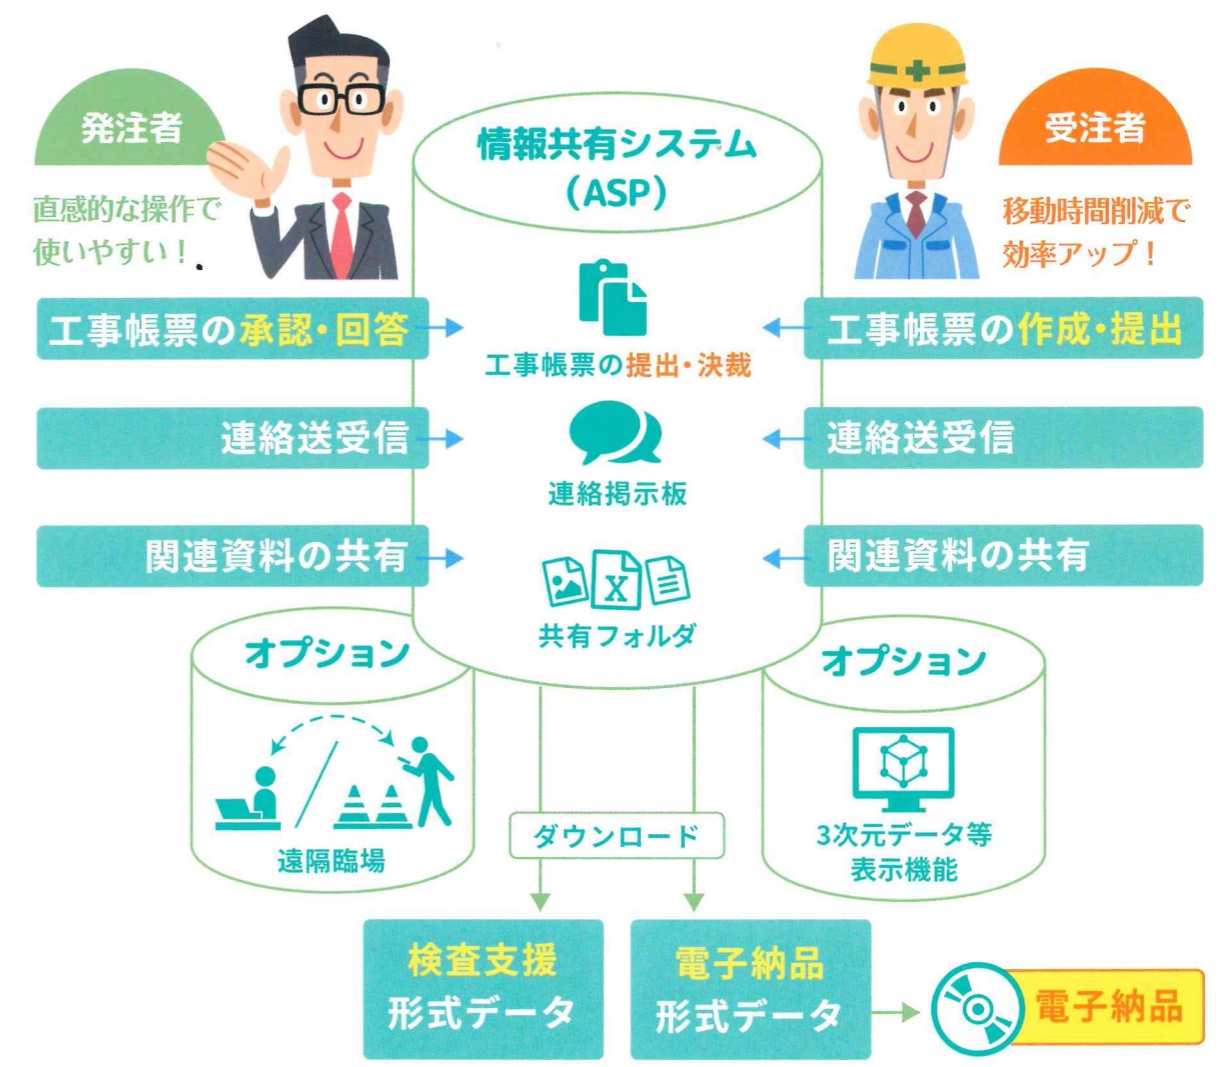 発注者
直感的な操作で
使いやすい！
情報共有システム
（ASP）
受注者
移動時間削減で
効率アップ！
工事帳票の承認・回答
工事帳票の提出・決裁
工事帳票の作成・提出
連絡送受信
連絡掲示板
連絡送受信
関連資料の共有
X
共有フォルダ
関連資料の共有
オプション
遠隔臨場
オプション
3次元データ等
表示機能
ダウンロード
検査支援
形式データ
電子納品
形式データ
電子納品